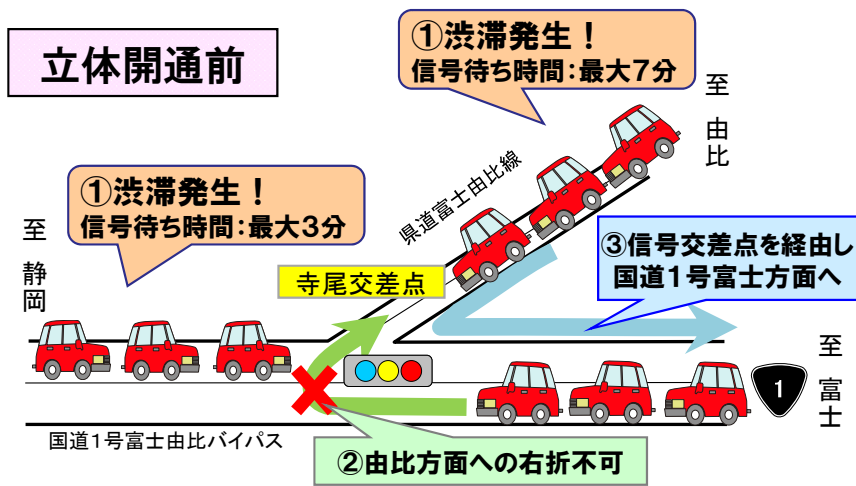 立体開通前
①渋滞発生!
信号待ち時間:最大7分
至 由比
県道富士由比線
①渋滞発生!
信号待ち時間:最大3分
至 静岡
寺尾交差点
③信号交差点を経由し
国道1号富士方面へ
至 富士
1
国道1号富士由比バイパス
②由比方面への右折不可